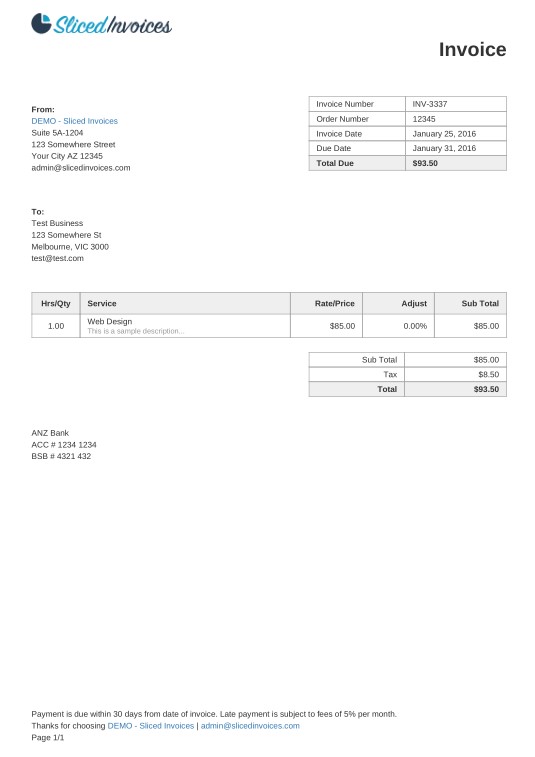 Sliced Invoices
Invoice
From:
DEMO - Sliced Invoices
Suite 5A-1204
123 Somewhere Street
Your City AZ 12345
admin@slicedinvoices.com
Invoice Number INV-3337
Order Number 12345
Invoice Date January 25, 2016
Due Date January 31, 2016
Total Due $93.50
To:
Test Business
123 Somewhere St
Melbourne, VIC 3000
test@test.com
Hrs/Qty Service Rate/Price Adjust Sub Total
1.00 Web Design $85.00 0.00% $85.00
This is a sample description...
Sub Total $85.00
Tax $8.50
Total $93.50
ANZ Bank
ACC # 1234 1234
BSB # 4321 432
Payment is due within 30 days from date of invoice. Late payment is subject to fees of 5% per month.
Thanks for choosing DEMO - Sliced Invoices | admin@slicedinvoices.com
Page 1/1